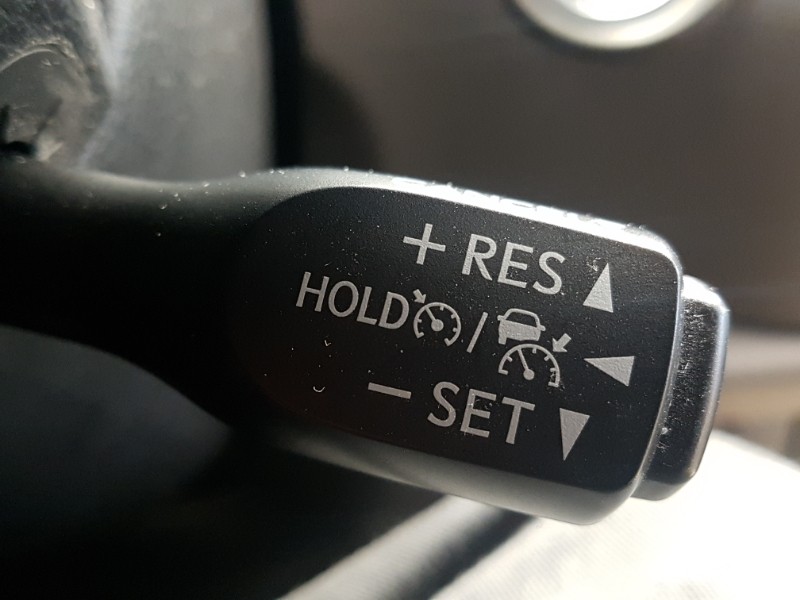 + RES
HOLD /
− SET